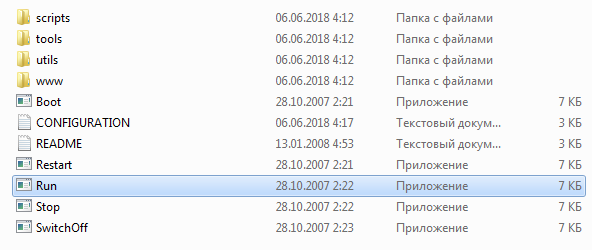 scripts 06.06.2018 4:12 Папка с файлами
tools 06.06.2018 4:12 Папка с файлами
utils 06.06.2018 4:12 Папка с файлами
www 06.06.2018 4:12 Папка с файлами
Boot 28.10.2007 2:21 Приложение 7 КБ
CONFIGURATION 06.06.2018 4:17 Текстовый докум... 3 КБ
README 13.01.2008 4:53 Текстовый докум... 3 КБ
Restart 28.10.2007 2:21 Приложение 7 КБ
Run 28.10.2007 2:22 Приложение 7 КБ
Stop 28.10.2007 2:22 Приложение 7 КБ
SwitchOff 28.10.2007 2:23 Приложение 7 КБ